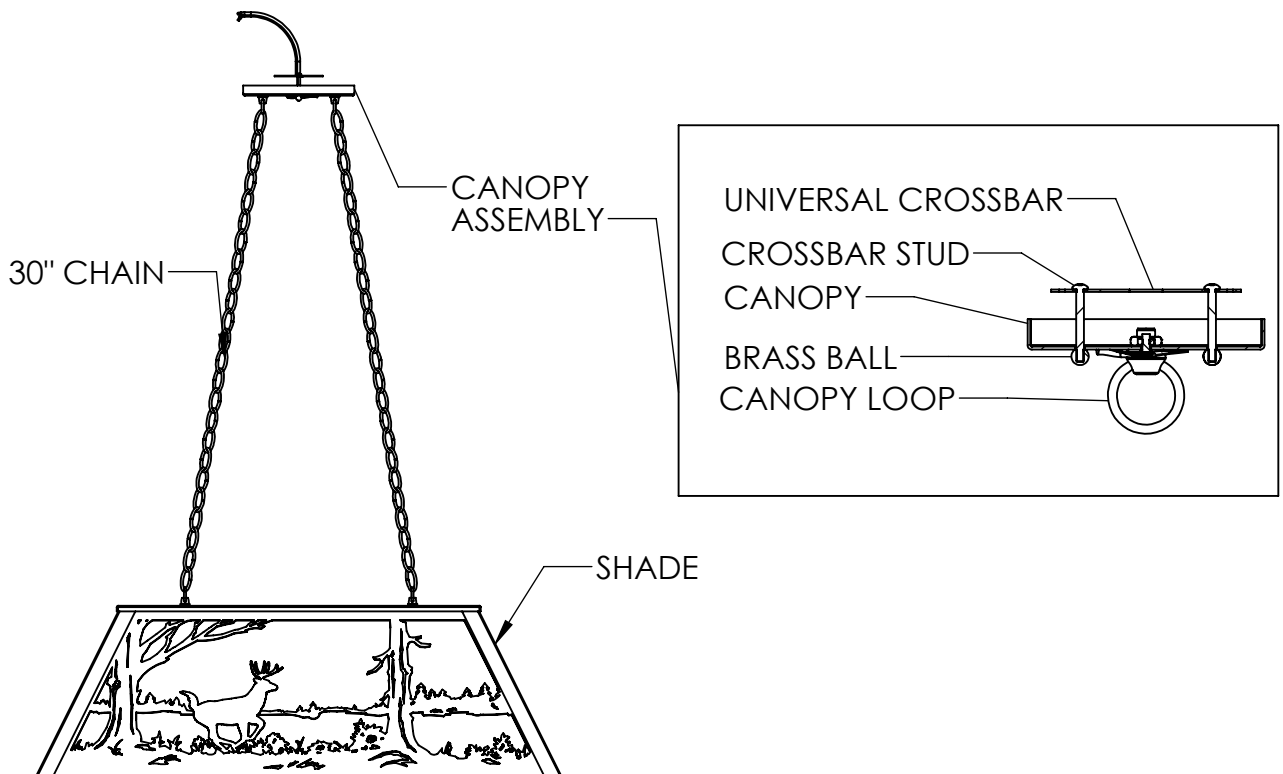 CANOPY
ASSEMBLY
30" CHAIN
SHADE
UNIVERSAL CROSSBAR
CROSSBAR STUD
CANOPY
BRASS BALL
CANOPY LOOP